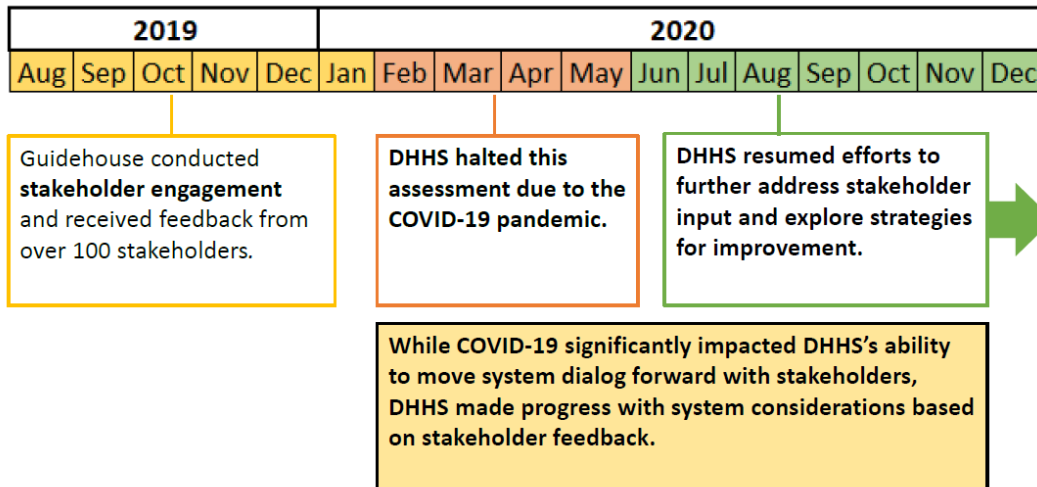 2019 2020
Aug Sep Oct Nov Dec Jan Feb Mar Apr May Jun Jul Aug Sep Oct Nov Dec
Guidehouse conducted
stakeholder engagement
and received feedback from
over 100 stakeholders.
DHHS halted this
assessment due to the
COVID-19 pandemic.
DHHS resumed efforts to
further address stakeholder
input and explore strategies
for improvement.
While COVID-19 significantly impacted DHHS’s ability
to move system dialog forward with stakeholders,
DHHS made progress with system considerations based
on stakeholder feedback.